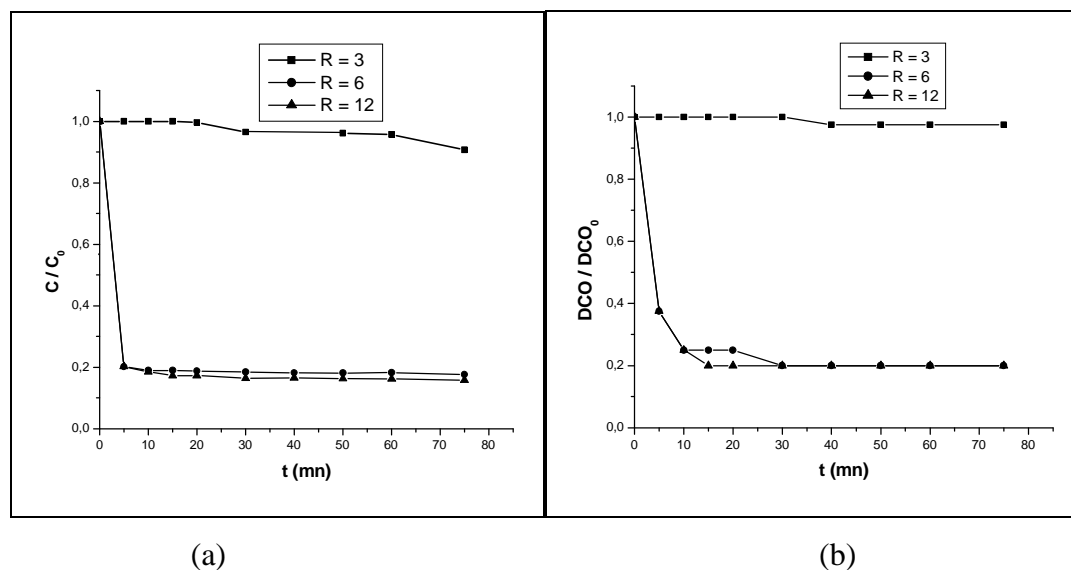 R = 3
R = 6
R = 12
1,0
0,8
0,6
0,4
0,2
0,0
C / C₀
0 10 20 30 40 50 60 70 80
t (mn)
(a)
R = 3
R = 6
R = 12
1,0
0,8
0,6
0,4
0,2
0,0
DCO / DCO₀
0 10 20 30 40 50 60 70 80
t (mn)
(b)